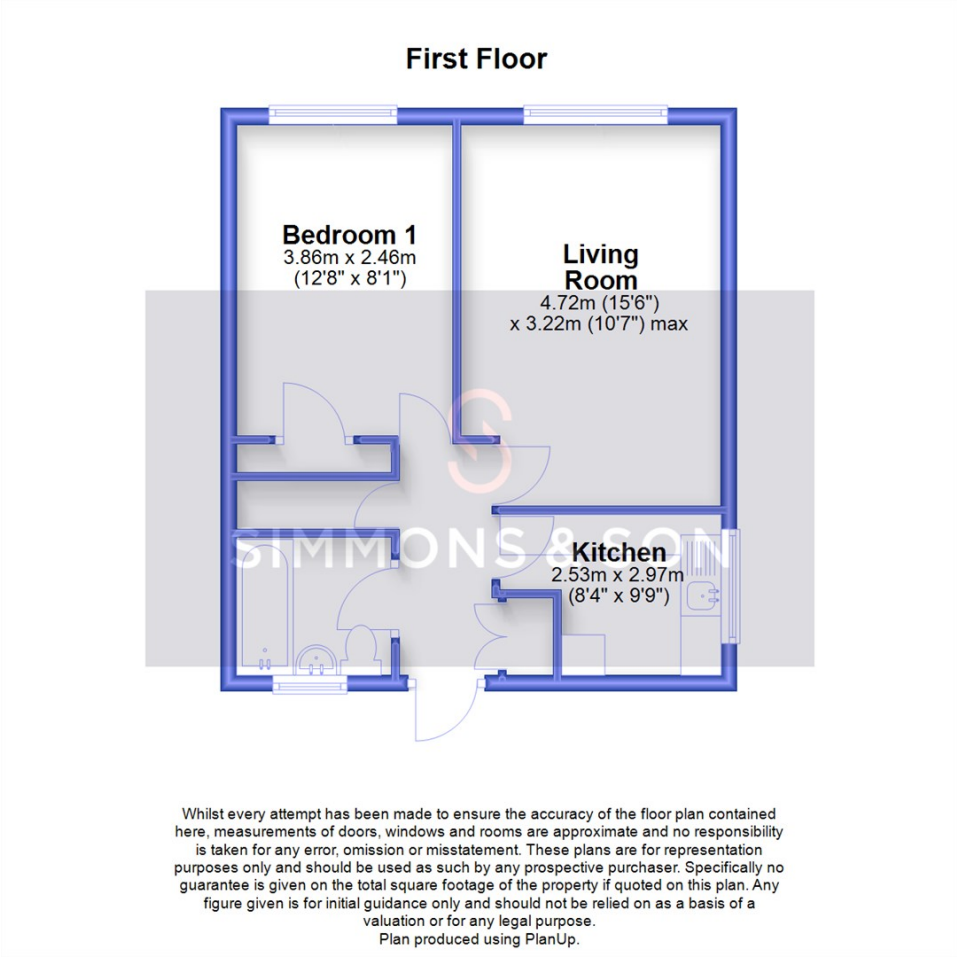 First Floor
Bedroom 1
3.86m x 2.46m
(12'8" x 8'1")
Living
Room
4.72m (15'6")
x 3.22m (10'7") max
SIMMONS & SON
Kitchen
2.53m x 2.97m
(8'4" x 9'9")
Whilst every attempt has been made to ensure the accuracy of the floor plan contained
here, measurements of doors, windows and rooms are approximate and no responsibility
is taken for any error, omission or misstatement. These plans are for representation
purposes only and should be used as such by any prospective purchaser. Specifically no
guarantee is given on the total square footage of the property if quoted on this plan. Any
figure given is for initial guidance only and should not be relied on as a basis of a
valuation or for any legal purpose.
Plan produced using PlanUp.